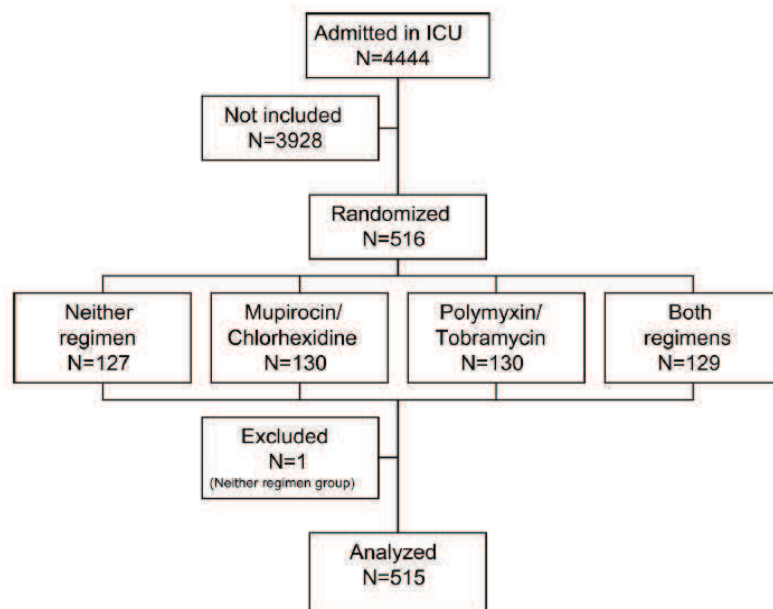 Admitted in ICU
N=4444
Not included
N=3928
Randomized
N=516
Neither
regimen
N=127
Mupirocin/
Chlorhexidine
N=130
Polymyxin/
Tobramycin
N=130
Both
regimens
N=129
Excluded
N=1
(Neither regimen group)
Analyzed
N=515